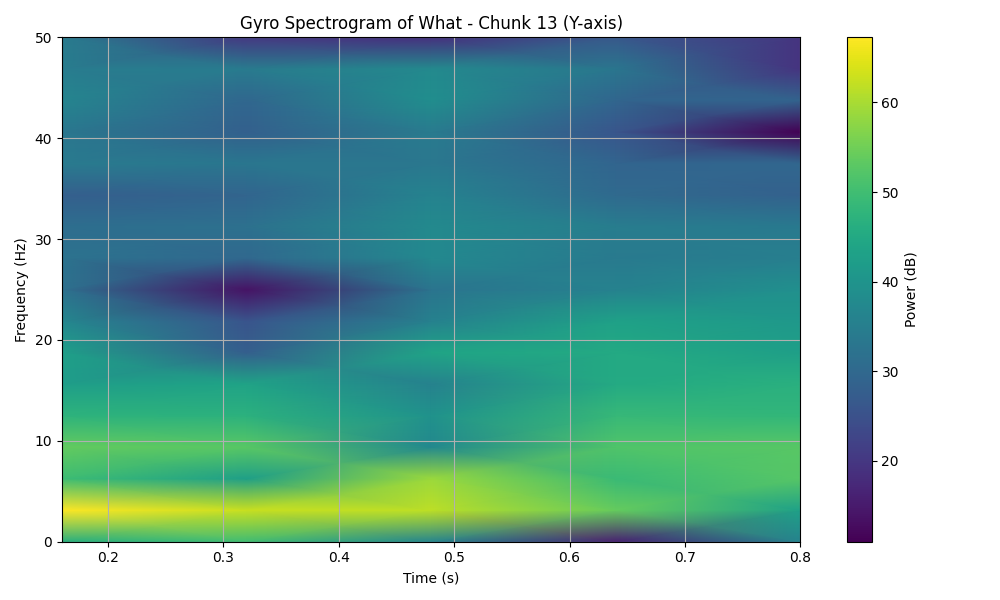 Gyro Spectrogram of What - Chunk 13 (Y-axis)
50
40
30
20
10
0
Frequency (Hz)
0.2 0.3 0.4 0.5 0.6 0.7 0.8
Time (s)
60
50
40
30
20
Power (dB)